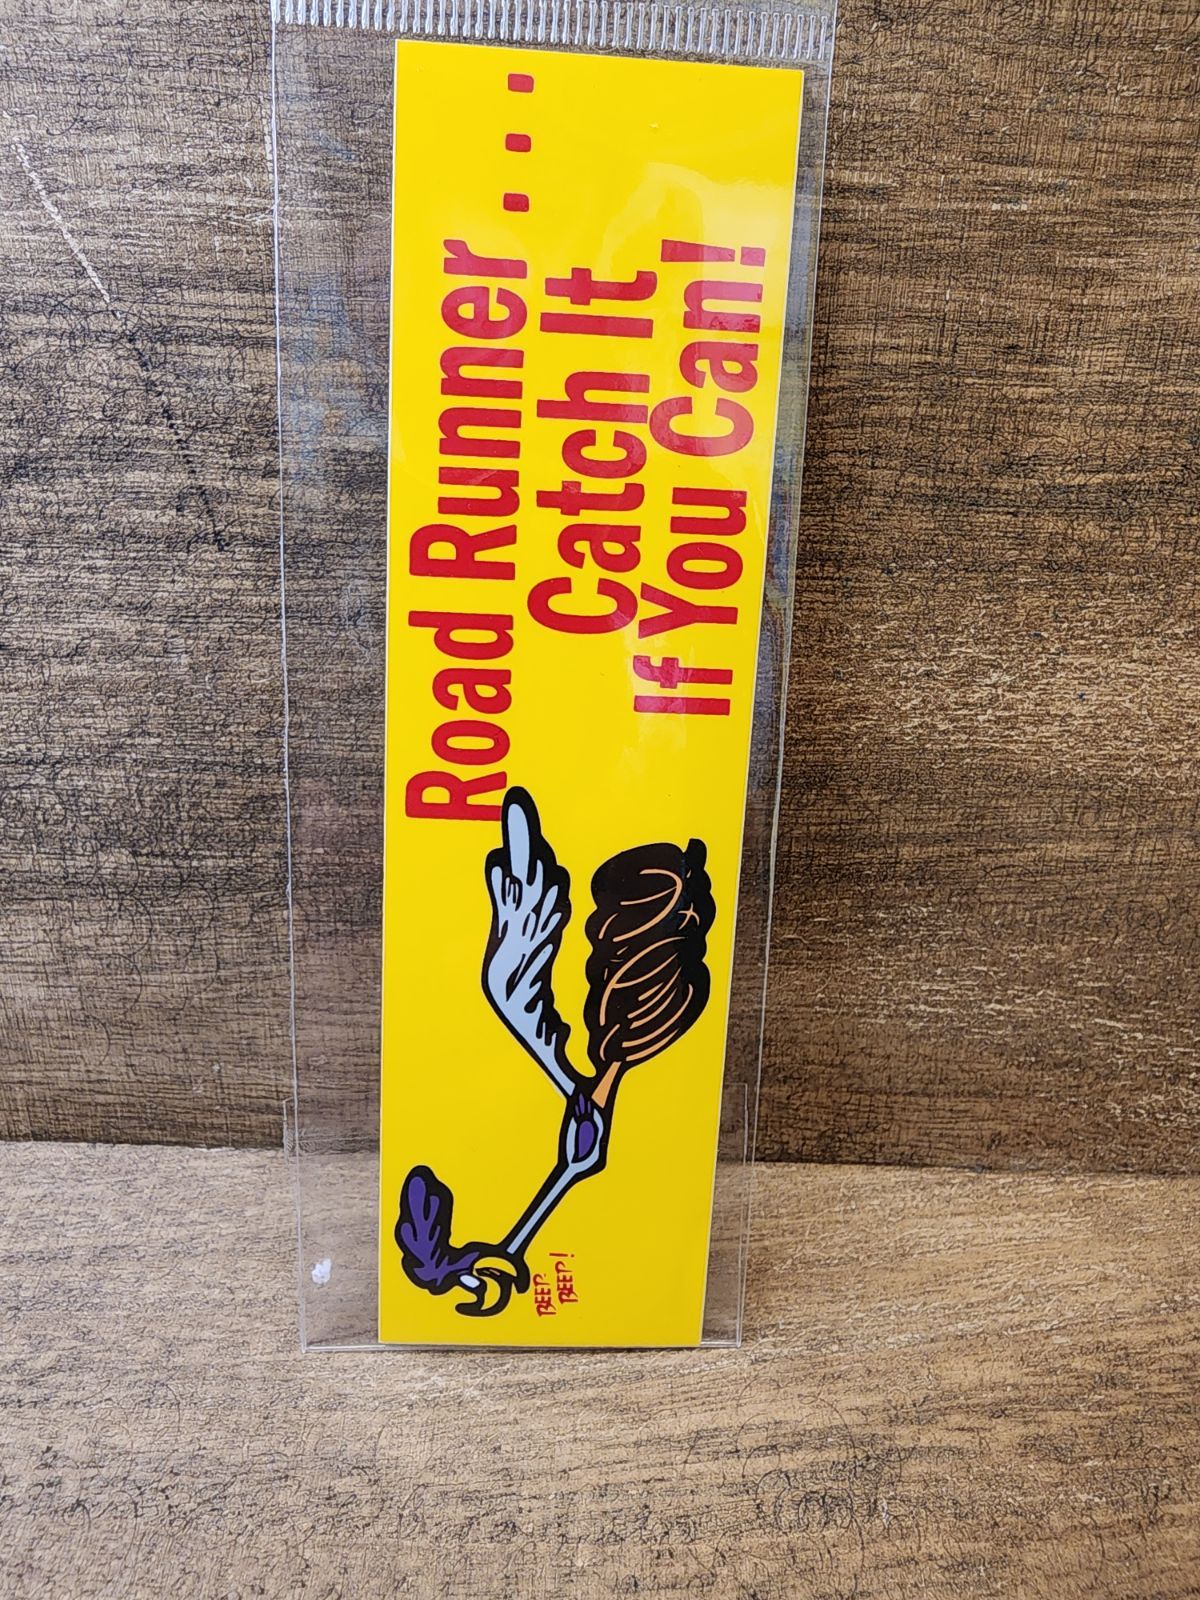 Road Runner...
Catch It
If You Can!
BEEP.
BEEP!